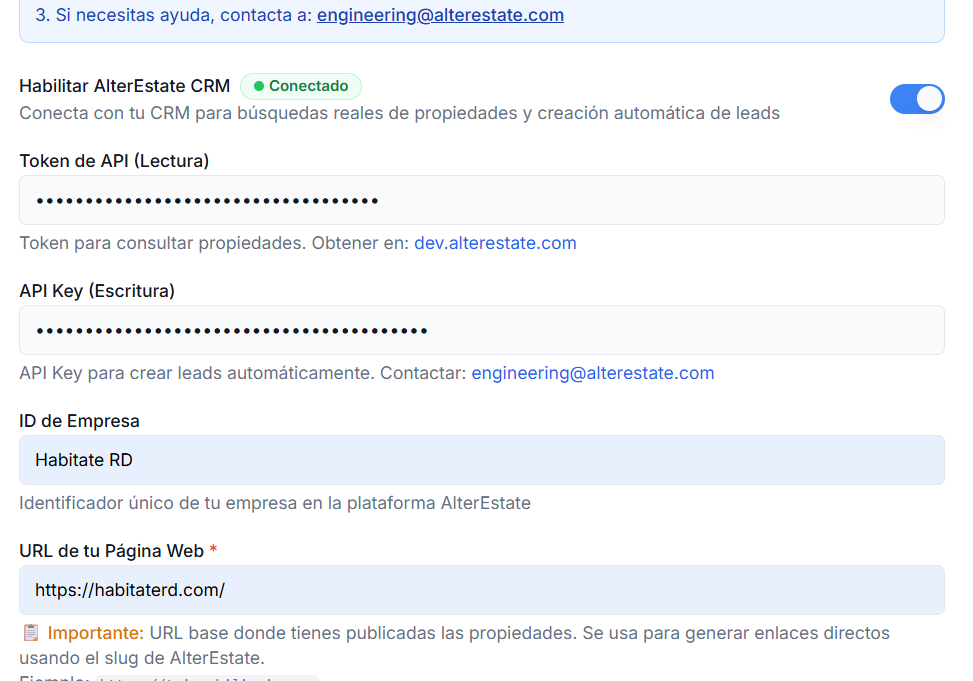 3. Si necesitas ayuda, contacta a: engineering@alterestate.com
Habilitar AlterEstate CRM
Conectado
Conecta con tu CRM para búsquedas reales de propiedades y creación automática de leads
Token de API (Lectura)
Token para consultar propiedades. Obtener en: dev.alterestate.com
API Key (Escritura)
API Key para crear leads automáticamente. Contactar: engineering@alterestate.com
ID de Empresa
Habitate RD
Identificador único de tu empresa en la plataforma AlterEstate
URL de tu Página Web *
https://habitaterd.com/
Importante: URL base donde tienes publicadas las propiedades. Se usa para generar enlaces directos
usando el slug de AlterEstate.
Ejemplo: